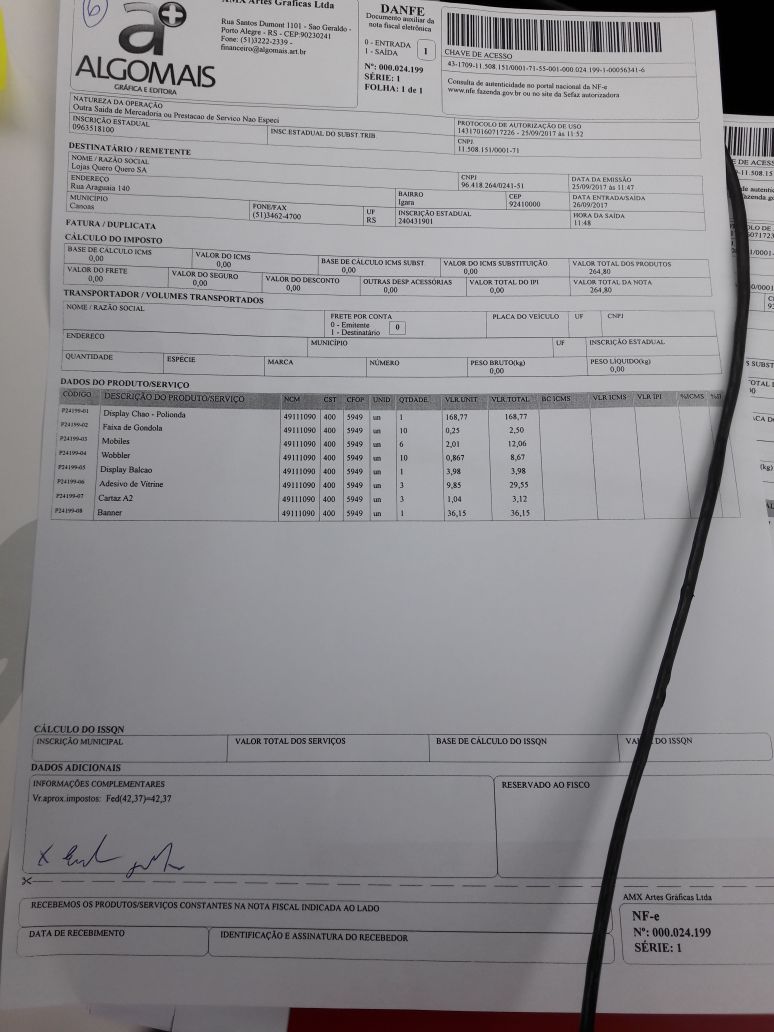 6
AMX Artes Gráficas Ltda
ALGOMAIS
GRÁFICA E EDITORA
Rua Santos Dumont 1101 - Sao Geraldo -
Porto Alegre - RS - CEP:90230241
Fone: (51)3222-2339 -
financeiro@algomais.art.br
DANFE
Documento auxiliar da
nota fiscal eletrônica
0 - ENTRADA
1 - SAÍDA
1
Nº: 000.024.199
SÉRIE: 1
FOLHA: 1 de 1
CHAVE DE ACESSO
43-1709-11.508.151/0001-71-55-001-000.024.199-1-00056341-6
Consulta de autenticidade no portal nacional da NF-e
www.nfe.fazenda.gov.br ou no site da Sefaz autorizadora
NATUREZA DA OPERAÇÃO
Outra Saida de Mercadoria ou Prestacao de Servico Nao Especi
PROTOCOLO DE AUTORIZAÇÃO DE USO
143170160717226 - 25/09/2017 às 11:52
INSCRIÇÃO ESTADUAL
0963518100
INSC.ESTADUAL DO SUBST.TRIB.
CNPJ
11.508.151/0001-71
DESTINATÁRIO / REMETENTE
NOME / RAZÃO SOCIAL
Lojas Quero Quero SA
CNPJ
96.418.264/0241-51
DATA DA EMISSÃO
25/09/2017 às 11:47
ENDEREÇO
Rua Araguaia 140
BAIRRO
Igara
CEP
92410000
DATA ENTRADA/SAÍDA
26/09/2017
MUNICIPIO
Canoas
FONE/FAX
(51)3462-4700
UF
RS
INSCRIÇÃO ESTADUAL
240431901
HORA DA SAÍDA
11:48
FATURA / DUPLICATA
CÁLCULO DO IMPOSTO
BASE DE CÁLCULO ICMS
0,00
VALOR DO ICMS
0,00
BASE DE CÁLCULO ICMS SUBST
0,00
VALOR DO ICMS SUBSTITUIÇÃO
0,00
VALOR TOTAL DOS PRODUTOS
264,80
VALOR DO FRETE
0,00
VALOR DO SEGURO
0,00
VALOR DO DESCONTO
0,00
OUTRAS DESP.ACESSÓRIAS
0,00
VALOR TOTAL DO IPI
0,00
VALOR TOTAL DA NOTA
264,80
TRANSPORTADOR / VOLUMES TRANSPORTADOS
NOME / RAZÃO SOCIAL
FRETE POR CONTA
0 - Emitente
1 - Destinatário
0
PLACA DO VEÍCULO
UF
CNPJ
ENDERECO
MUNICÍPIO
UF
INSCRIÇÃO ESTADUAL
QUANTIDADE
ESPÉCIE
MARCA
NÚMERO
PESO BRUTO(kg)
0,00
PESO LÍQUIDO(kg)
0,00
DADOS DO PRODUTO/SERVIÇO
CÓDIGO DESCRIÇÃO DO PRODUTO/SERVIÇO NCM CST CFOP UNID QTDADE VLR.UNIT VLR.TOTAL BC ICMS VLR ICMS VLR IPI %ICMS
P24199-01 Display Chao - Polionda 49111090 400 5949 un 1 168,77 168,77
P24199-02 Faixa de Gondola 49111090 400 5949 un 10 0,25 2,50
P24199-03 Mobiles 49111090 400 5949 un 6 2,01 12,06
P24199-04 Wobbler 49111090 400 5949 un 10 0,867 8,67
P24199-05 Display Balcao 49111090 400 5949 un 1 3,98 3,98
P24199-06 Adesivo de Vitrine 49111090 400 5949 un 3 9,85 29,55
P24199-07 Cartaz A2 49111090 400 5949 un 3 1,04 3,12
P24199-08 Banner 49111090 400 5949 un 1 36,15 36,15
CÁLCULO DO ISSQN
INSCRIÇÃO MUNICIPAL
VALOR TOTAL DOS SERVIÇOS
BASE DE CÁLCULO DO ISSQN
DO ISSQN
DADOS ADICIONAIS
INFORMAÇÕES COMPLEMENTARES
Vr.aprox.impostos: Fed(42,37)=42,37
RESERVADO AO FISCO
RECEBEMOS OS PRODUTOS/SERVIÇOS CONSTANTES NA NOTA FISCAL INDICADA AO LADO
DATA DE RECEBIMENTO
IDENTIFICAÇÃO E ASSINATURA DO RECEBEDOR
AMX Artes Gráficas Ltda
NF-e
Nº: 000.024.199
SÉRIE: 1